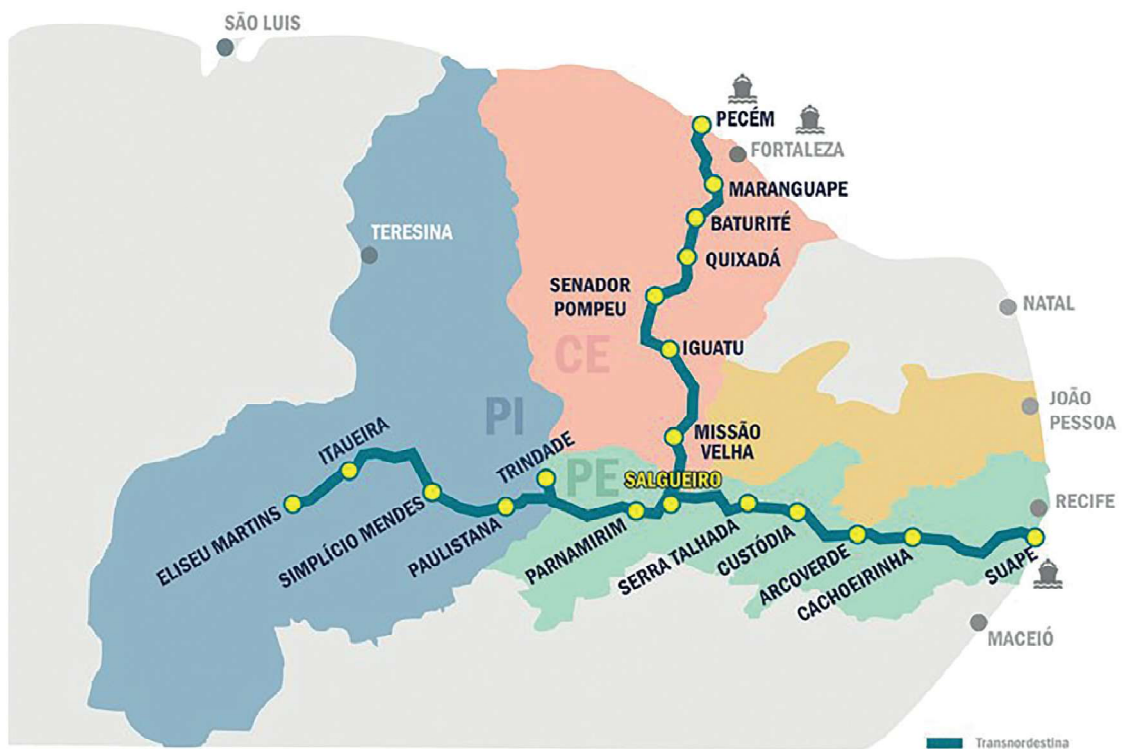 SÃO LUIS
PECÉM
FORTALEZA
MARANGUAPE
BATURITÉ
TERESINA
QUIXADÁ
SENADOR
POMPEU
NATAL
IGUATU
CE
JOÃO
PESSOA
PI
MISSÃO
VELHA
ITAUEIRA
TRINDADE
PE
SALGUEIRO
RECIFE
ELISEU MARTINS
SIMPLÍCIO MENDES
PAULISTANA
PARNAMIRIM
SERRA TALHADA
CUSTÓDIA
ARCOVERDE
CACHOEIRINHA
SUAPE
MACEIÓ
Transnordestina